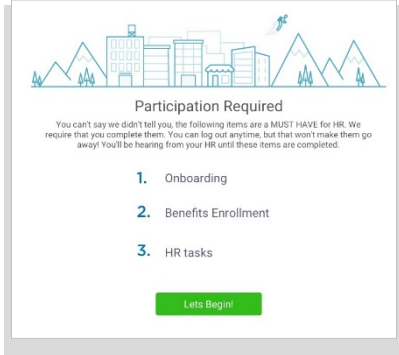 Participation Required
You can't say we didn't tell you, the following items are a MUST HAVE for HR. We
require that you complete them. You can log out anytime, but that won't make them go
away! You'll be hearing from your HR until these items are completed.
1. Onboarding
2. Benefits Enrollment
3. HR tasks
Lets Begin!